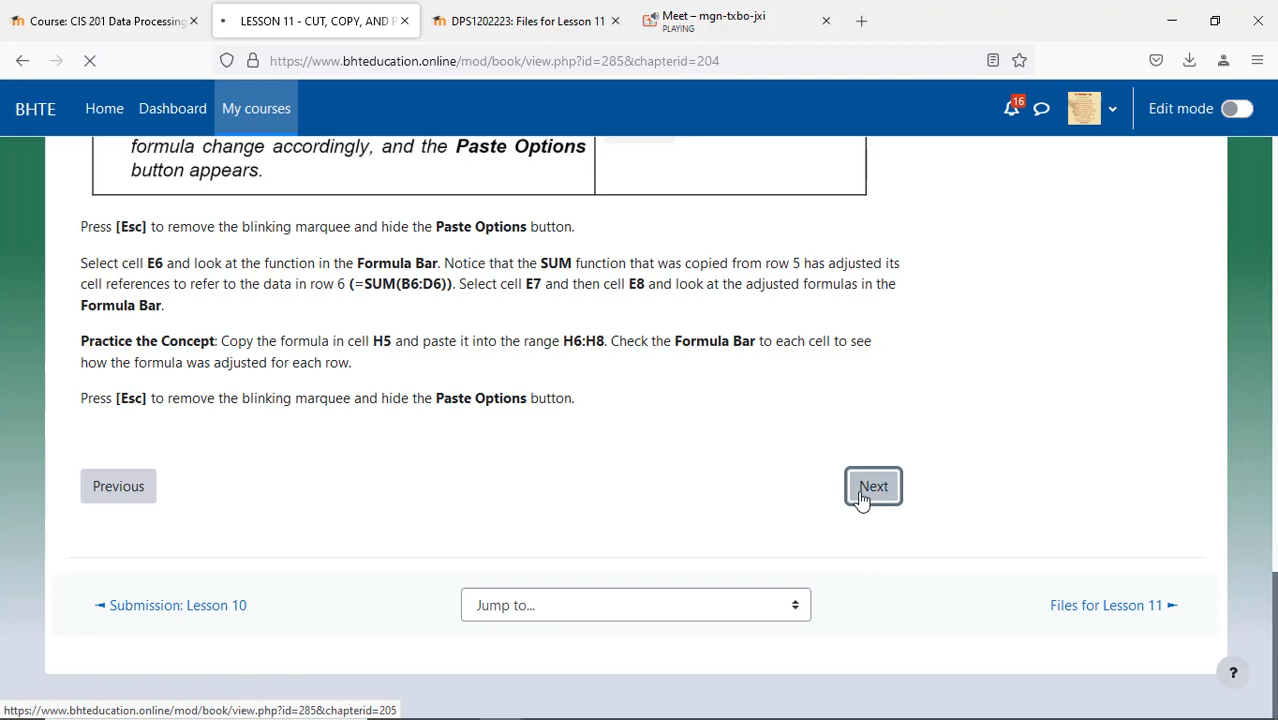 Course: CIS 201 Data Processing
LESSON 11 - CUT, COPY, AND P
DPS1202223: Files for Lesson 11
Meet – mgn-txbo-jxi
PLAYING
https://www.bhteducation.online/mod/book/view.php?id=285&chapterid=204
BHTE
Home
Dashboard
My courses
16
Edit mode
formula change accordingly, and the Paste Options
button appears.
Press [Esc] to remove the blinking marquee and hide the Paste Options button.
Select cell E6 and look at the function in the Formula Bar. Notice that the SUM function that was copied from row 5 has adjusted its
cell references to refer to the data in row 6 (=SUM(B6:D6)). Select cell E7 and then cell E8 and look at the adjusted formulas in the
Formula Bar.
Practice the Concept: Copy the formula in cell H5 and paste it into the range H6:H8. Check the Formula Bar to each cell to see
how the formula was adjusted for each row.
Press [Esc] to remove the blinking marquee and hide the Paste Options button.
Previous
Next
◄ Submission: Lesson 10
Jump to...
Files for Lesson 11 ►
?
https://www.bhteducation.online/mod/book/view.php?id=285&chapterid=205